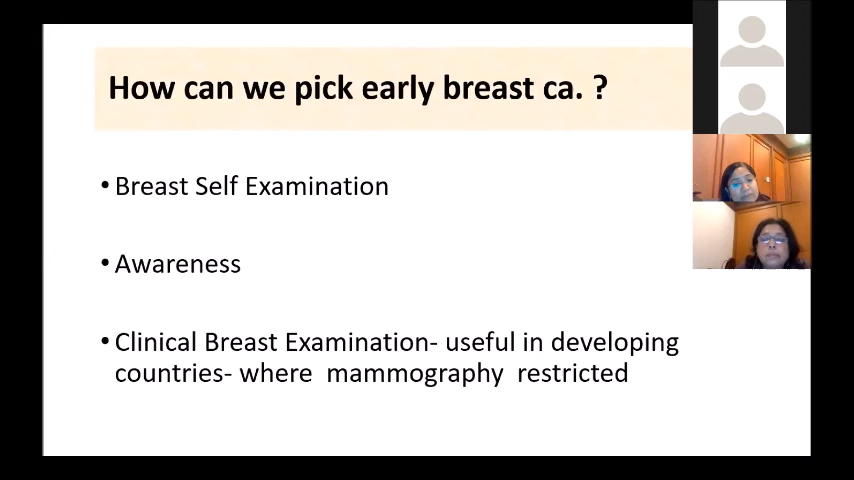 How can we pick early breast ca. ?
• Breast Self Examination
• Awareness
• Clinical Breast Examination- useful in developing
countries- where mammography restricted